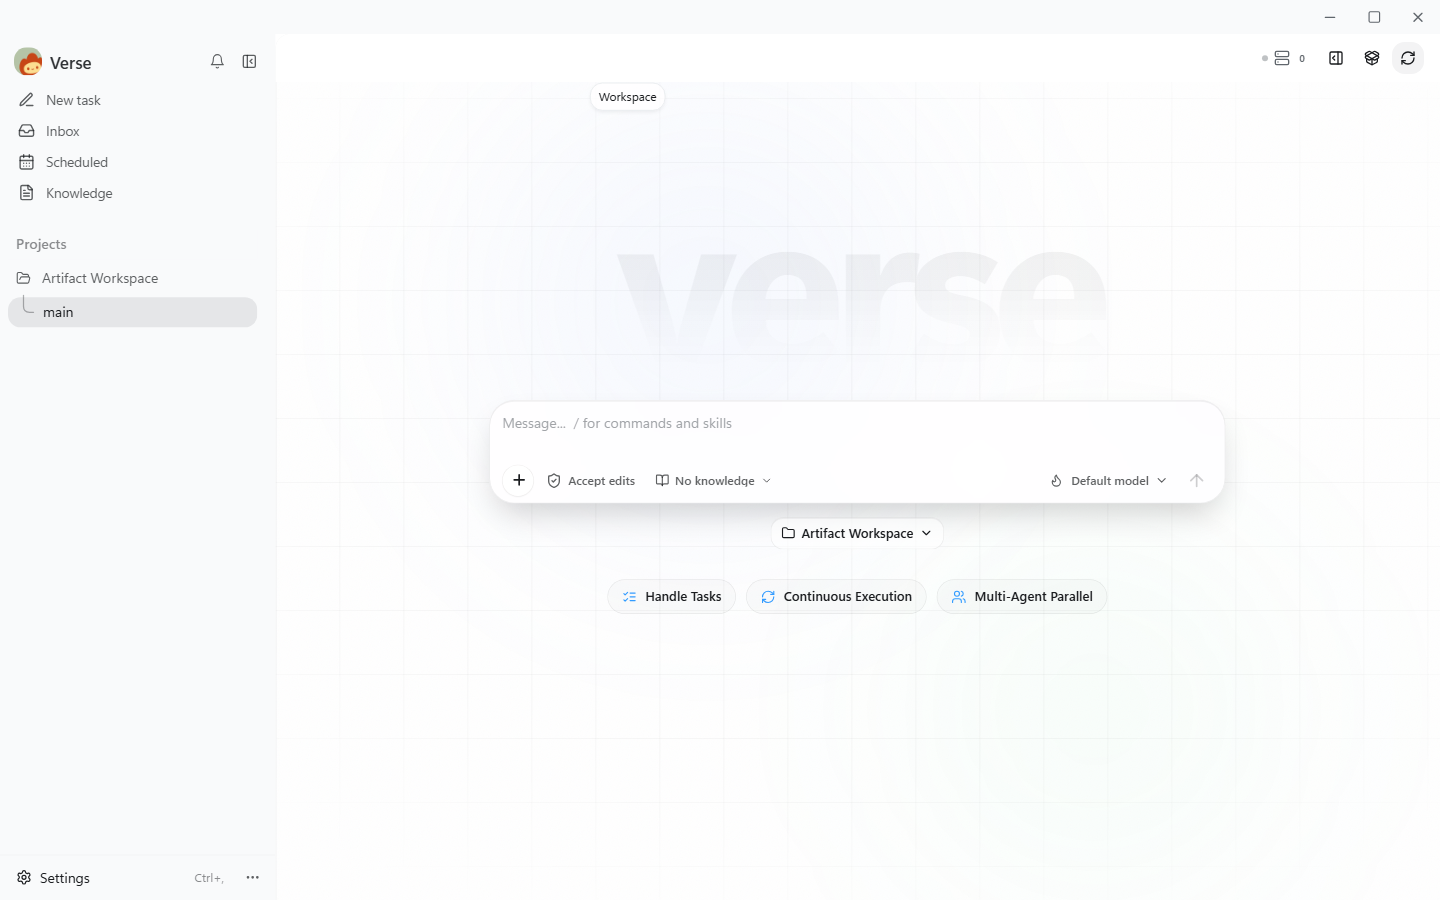 Verse
0
Workspace
New task
Inbox
Scheduled
Knowledge
Projects
Artifact Workspace
main
verse
Message... / for commands and skills
Accept edits
No knowledge
Default model
Artifact Workspace
Handle Tasks
Continuous Execution
Multi-Agent Parallel
Settings
Ctrl+,